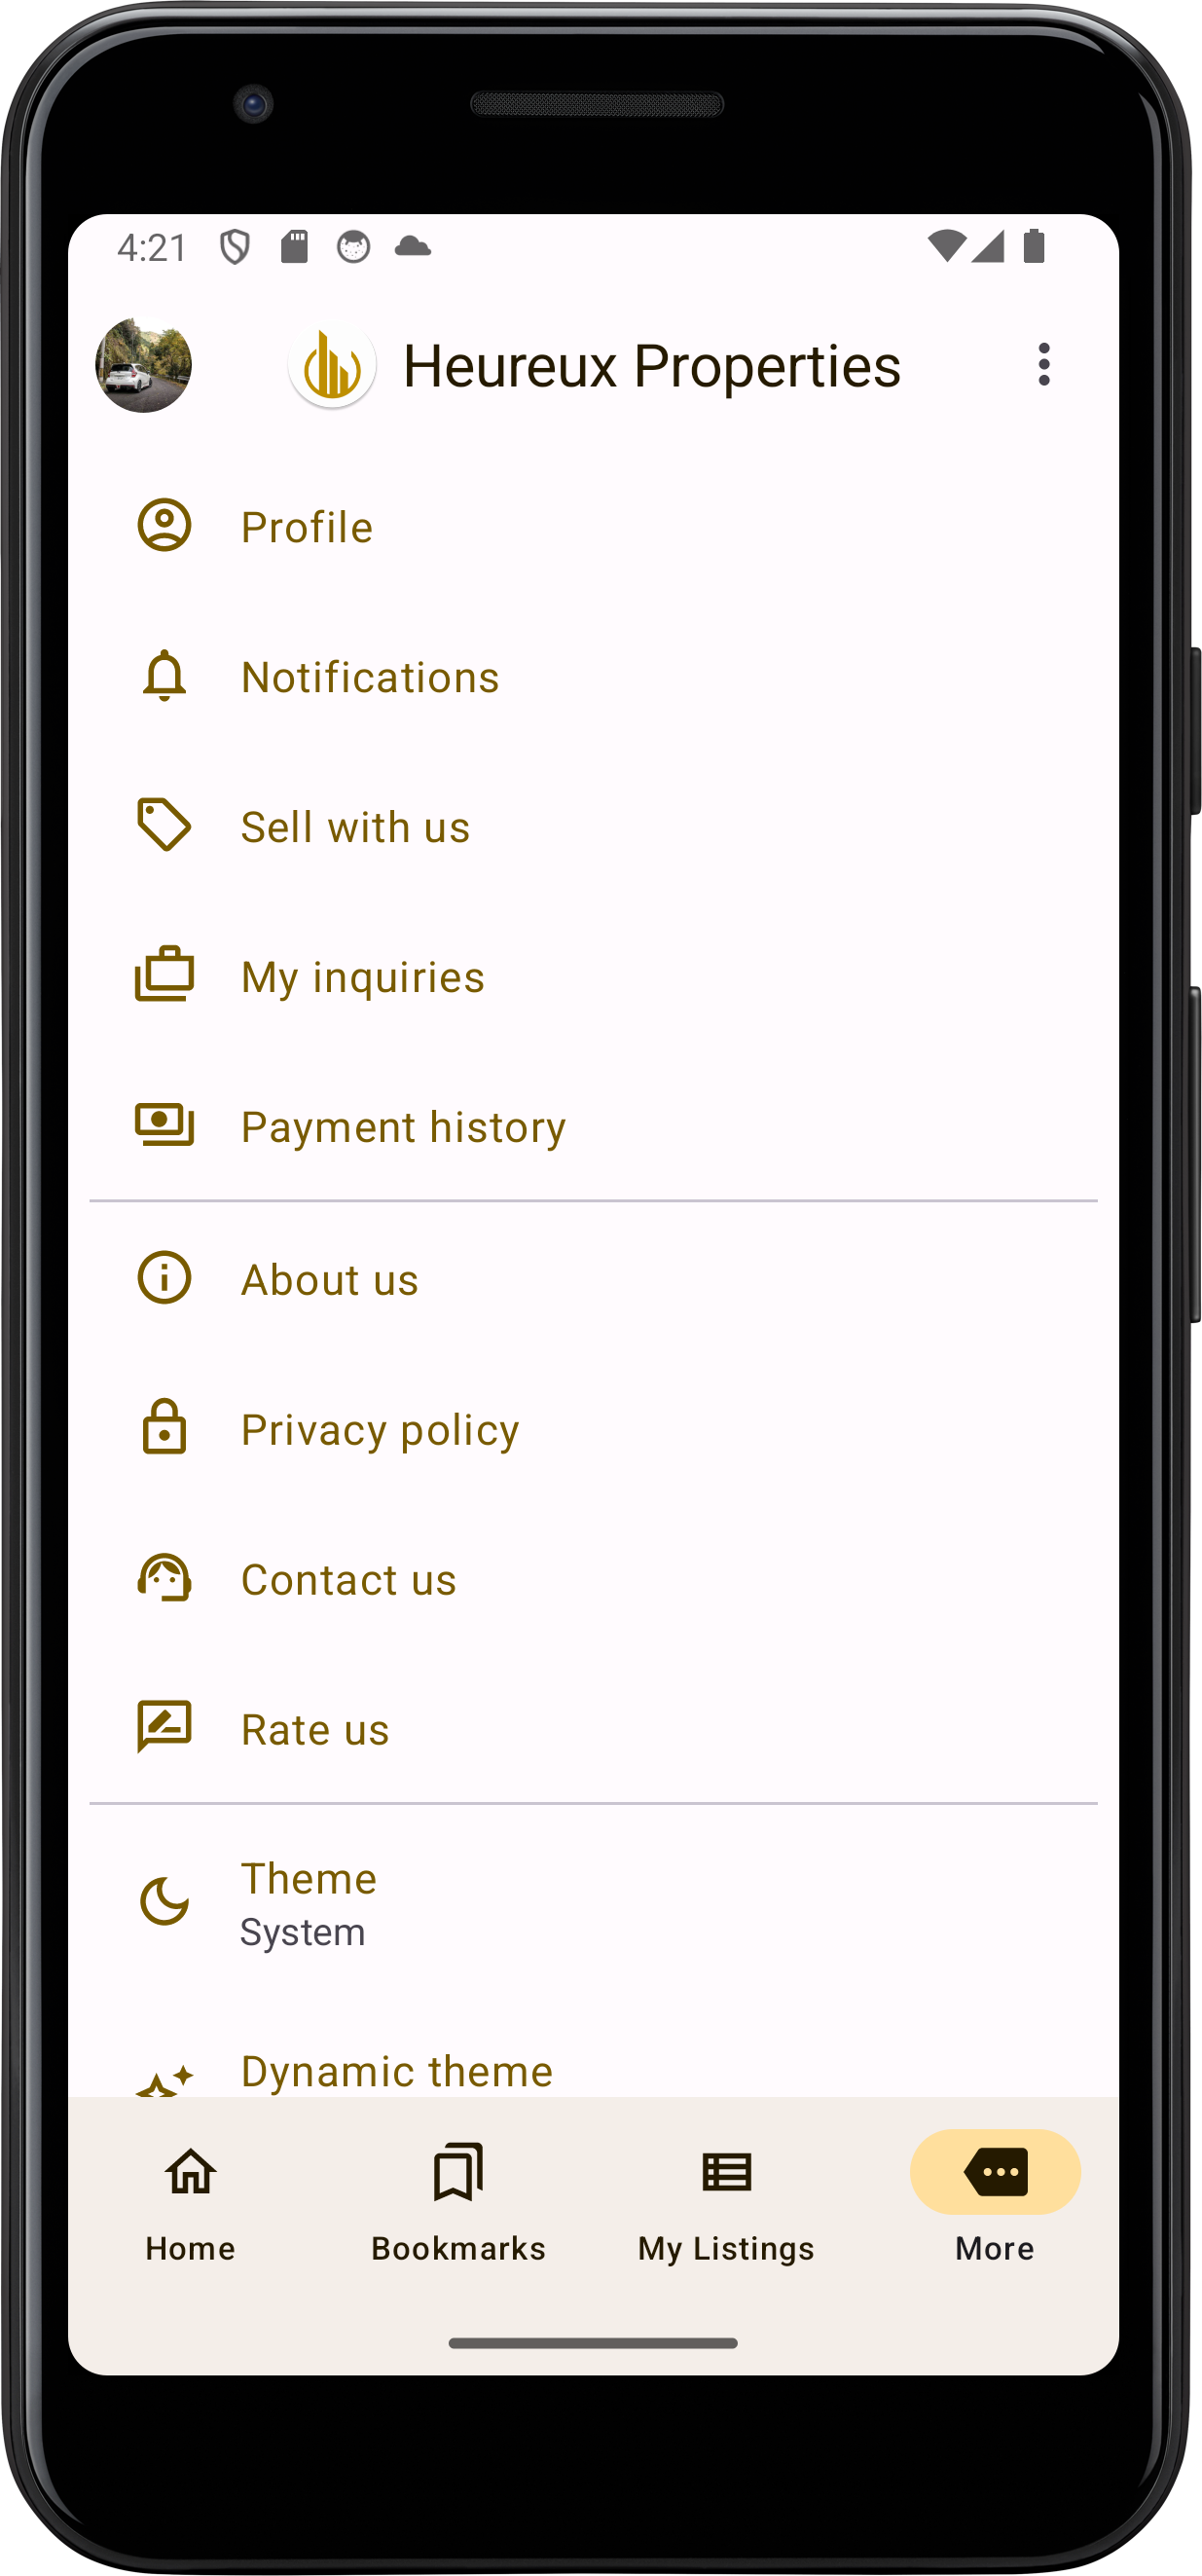 4:21
Heureux Properties
Profile
Notifications
Sell with us
My inquiries
Payment history
About us
Privacy policy
Contact us
Rate us
Theme
System
Dynamic theme
Home
Bookmarks
My Listings
More